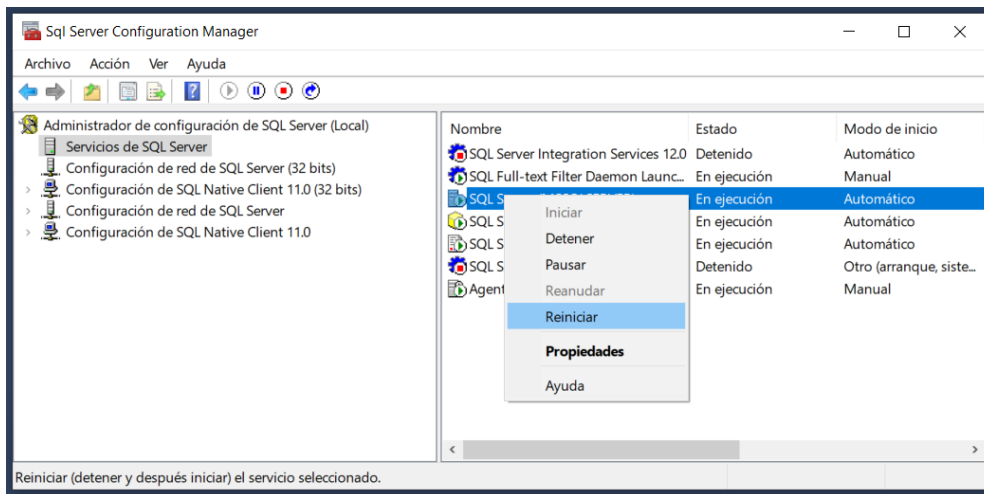 Sql Server Configuration Manager
Archivo Acción Ver Ayuda
Administrador de configuración de SQL Server (Local)
Servicios de SQL Server
Configuración de red de SQL Server (32 bits)
Configuración de SQL Native Client 11.0 (32 bits)
Configuración de red de SQL Server
Configuración de SQL Native Client 11.0
Nombre Estado Modo de inicio
SQL Server Integration Services 12.0 Detenido Automático
SQL Full-text Filter Daemon Launc... En ejecución Manual
SQL S En ejecución Automático
SQL S En ejecución Automático
SQL S En ejecución Automático
SQL S Detenido Otro (arranque, siste...
Agent En ejecución Manual
Iniciar
Detener
Pausar
Reanudar
Reiniciar
Propiedades
Ayuda
Reiniciar (detener y después iniciar) el servicio seleccionado.